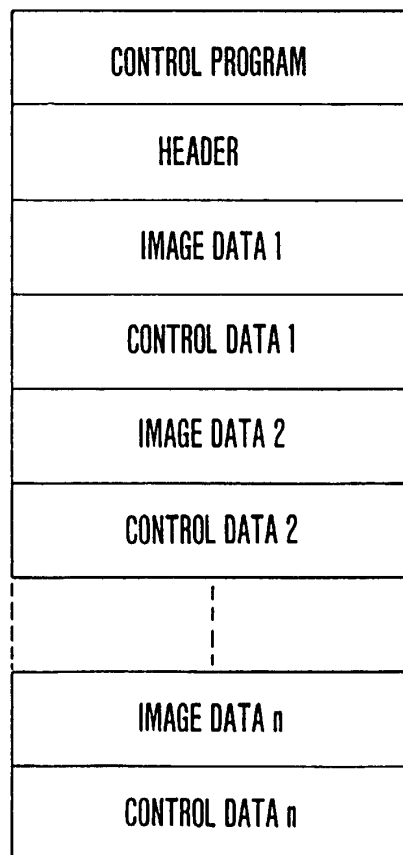 CONTROL PROGRAM
HEADER
IMAGE DATA 1
CONTROL DATA 1
IMAGE DATA 2
CONTROL DATA 2
IMAGE DATA n
CONTROL DATA n